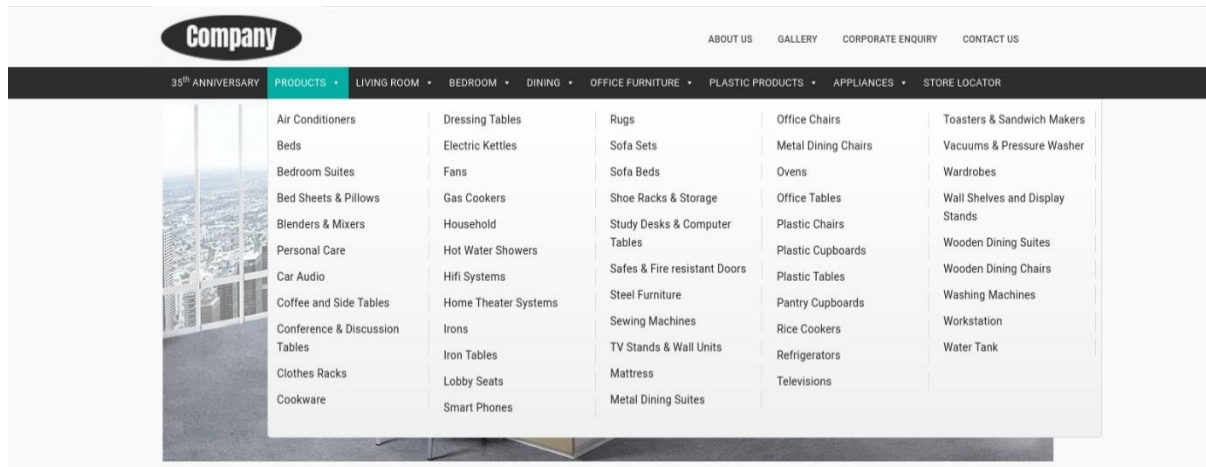 Company
ABOUT US GALLERY CORPORATE ENQUIRY CONTACT US
35th ANNIVERSARY PRODUCTS LIVING ROOM BEDROOM DINING OFFICE FURNITURE PLASTIC PRODUCTS APPLIANCES STORE LOCATOR
Air Conditioners
Beds
Bedroom Suites
Bed Sheets & Pillows
Blenders & Mixers
Personal Care
Car Audio
Coffee and Side Tables
Conference & Discussion
Tables
Clothes Racks
Cookware
Dressing Tables
Electric Kettles
Fans
Gas Cookers
Household
Hot Water Showers
Hifi Systems
Home Theater Systems
Irons
Iron Tables
Lobby Seats
Smart Phones
Rugs
Sofa Sets
Sofa Beds
Shoe Racks & Storage
Study Desks & Computer
Tables
Safes & Fire resistant Doors
Steel Furniture
Sewing Machines
TV Stands & Wall Units
Mattress
Metal Dining Suites
Office Chairs
Metal Dining Chairs
Ovens
Office Tables
Plastic Chairs
Plastic Cupboards
Plastic Tables
Pantry Cupboards
Rice Cookers
Refrigerators
Televisions
Toasters & Sandwich Makers
Vacuums & Pressure Washer
Wardrobes
Wall Shelves and Display
Stands
Wooden Dining Suites
Wooden Dining Chairs
Washing Machines
Workstation
Water Tank